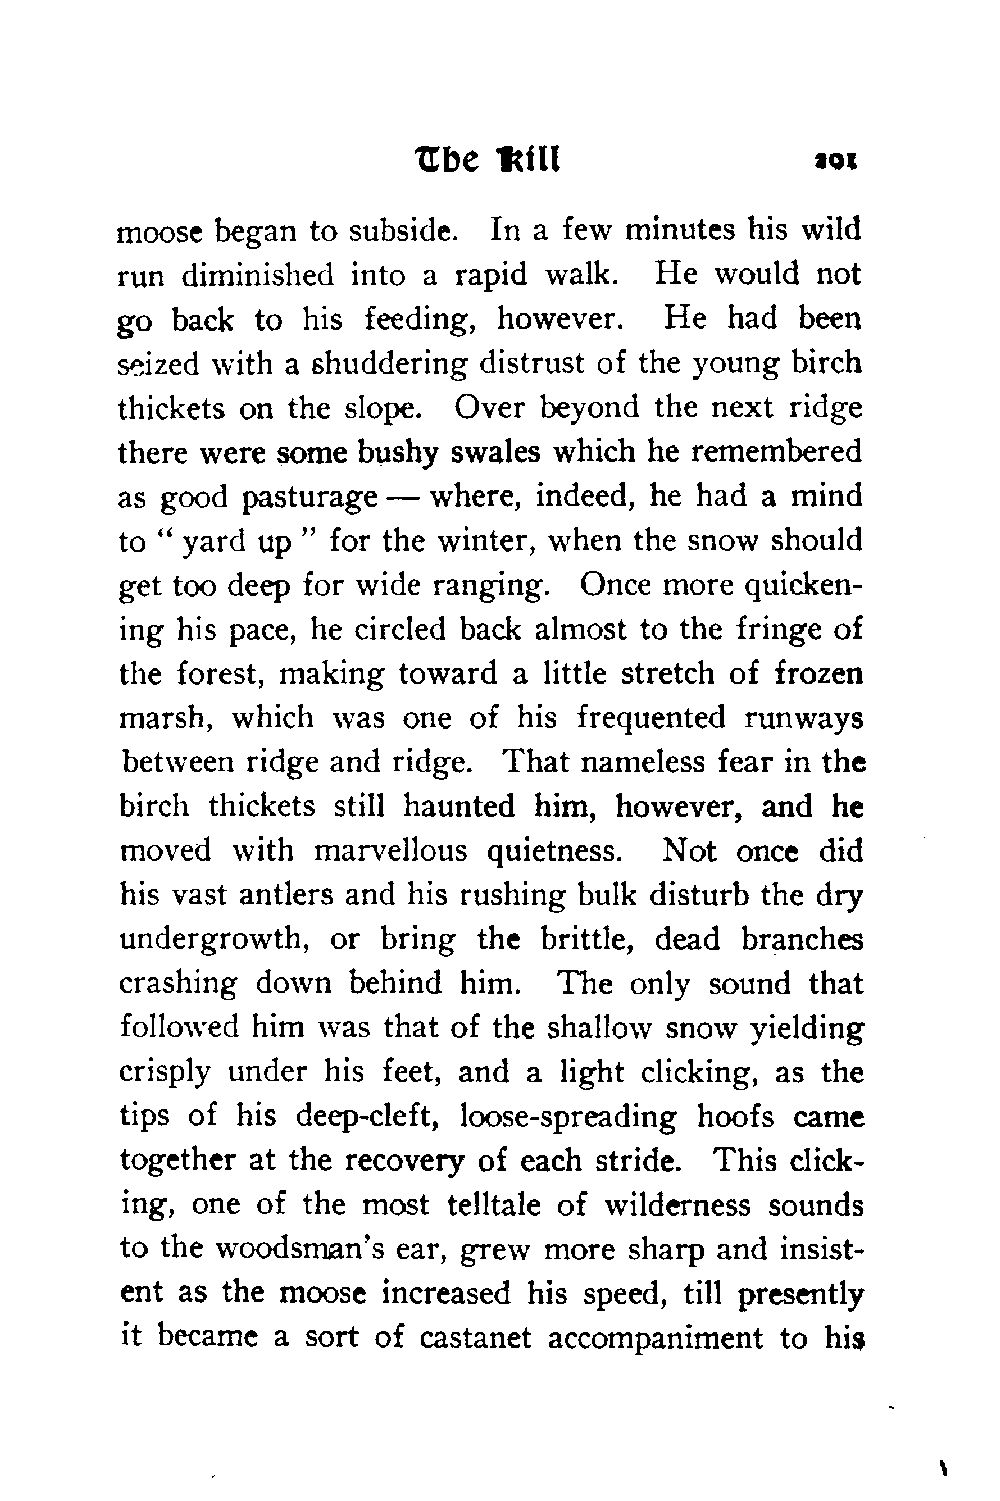 The Kill 201
moose began to subside. In a few minutes his wild
run diminished into a rapid walk. He would not
go back to his feeding, however. He had been
seized with a shuddering distrust of the young birch
thickets on the slope. Over beyond the next ridge
there were some bushy swales which he remembered
as good pasturage — where, indeed, he had a mind
to “ yard up ” for the winter, when the snow should
get too deep for wide ranging. Once more quicken-
ing his pace, he circled back almost to the fringe of
the forest, making toward a little stretch of frozen
marsh, which was one of his frequented runways
between ridge and ridge. That nameless fear in the
birch thickets still haunted him, however, and he
moved with marvellous quietness. Not once did
his vast antlers and his rushing bulk disturb the dry
undergrowth, or bring the brittle, dead branches
crashing down behind him. The only sound that
followed him was that of the shallow snow yielding
crisply under his feet, and a light clicking, as the
tips of his deep-cleft, loose-spreading hoofs came
together at the recovery of each stride. This click-
ing, one of the most telltale of wilderness sounds
to the woodsman’s ear, grew more sharp and insist-
ent as the moose increased his speed, till presently
it became a sort of castanet accompaniment to his